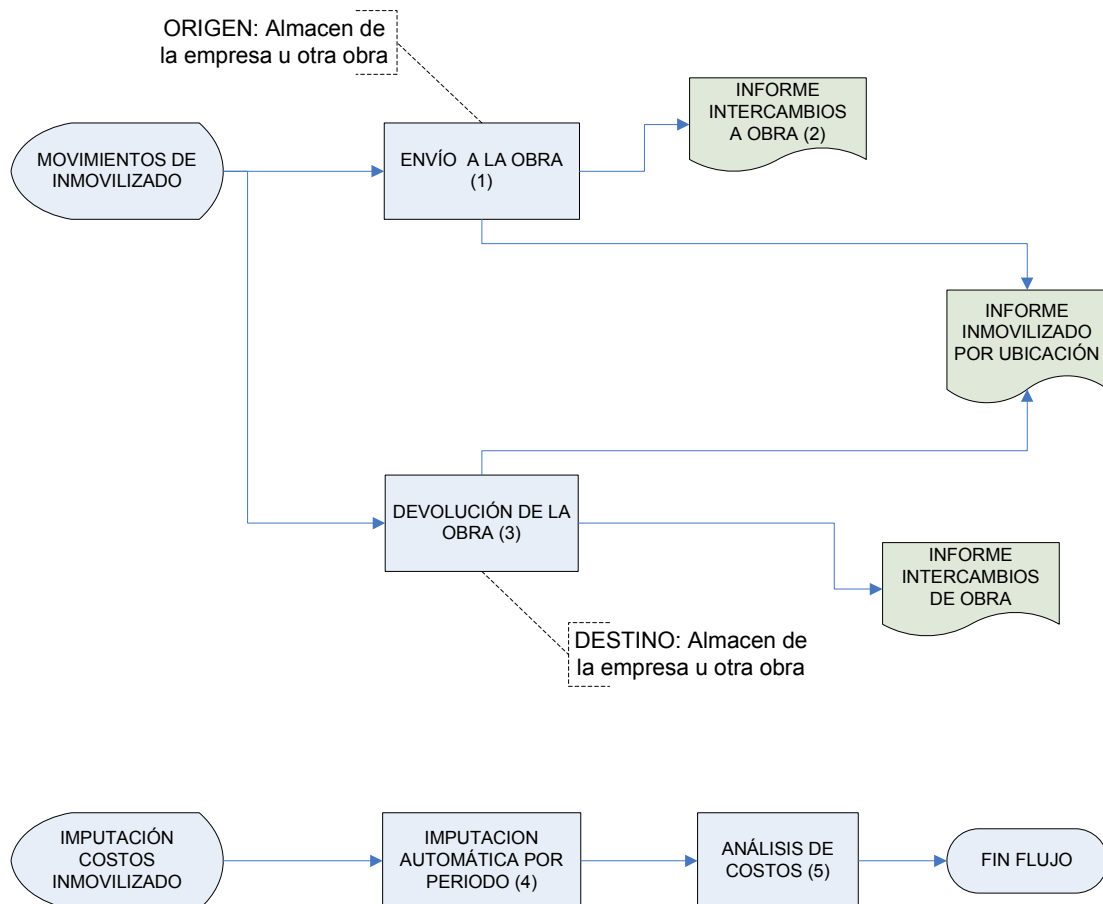 ORIGEN: Almacen de
la empresa u otra obra
INFORME
INTERCAMBIOS
A OBRA (2)
MOVIMIENTOS DE
INMOVILIZADO
ENVÍO A LA OBRA
(1)
INFORME
INMOVILIZADO
POR UBICACIÓN
DEVOLUCIÓN DE LA
OBRA (3)
INFORME
INTERCAMBIOS
DE OBRA
DESTINO: Almacen de
la empresa u otra obra
IMPUTACIÓN
COSTOS
INMOVILIZADO
IMPUTACION
AUTOMÁTICA POR
PERIODO (4)
ANÁLISIS DE
COSTOS (5)
FIN FLUJO